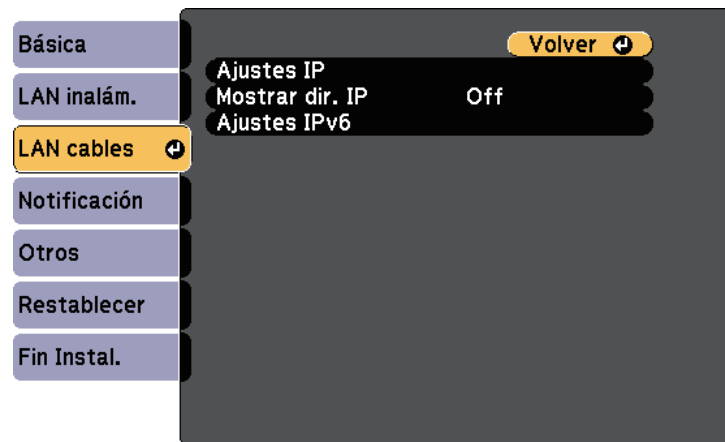 Básica
LAN inalám.
LAN cables
Notificación
Otros
Restablecer
Fin Instal.
Volver
Ajustes IP
Mostrar dir. IP Off
Ajustes IPv6